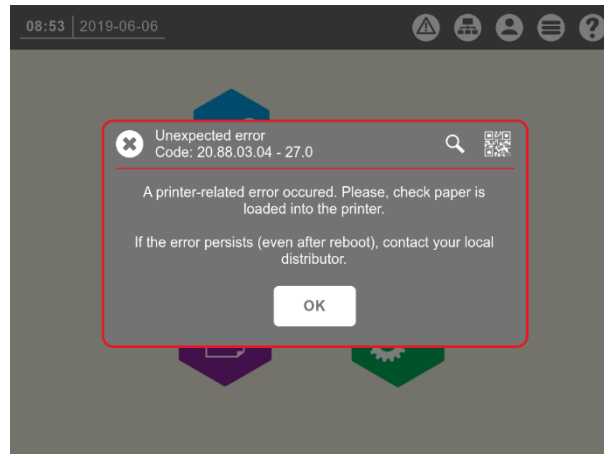 08:53 | 2019-06-06
Unexpected error
Code: 20.88.03.04 - 27.0
A printer-related error occured. Please, check paper is
loaded into the printer.
If the error persists (even after reboot), contact your local
distributor.
OK